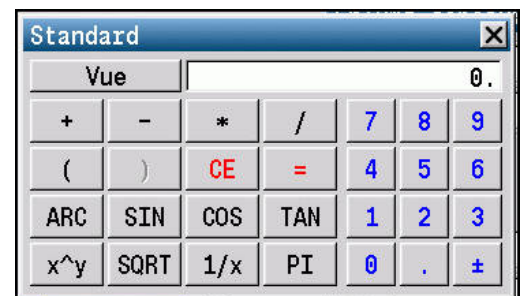 Standard
Vue 0.
+ - * / 7 8 9
( ) CE = 4 5 6
ARC SIN COS TAN 1 2 3
x^y SQRT 1/x PI 0 . ±